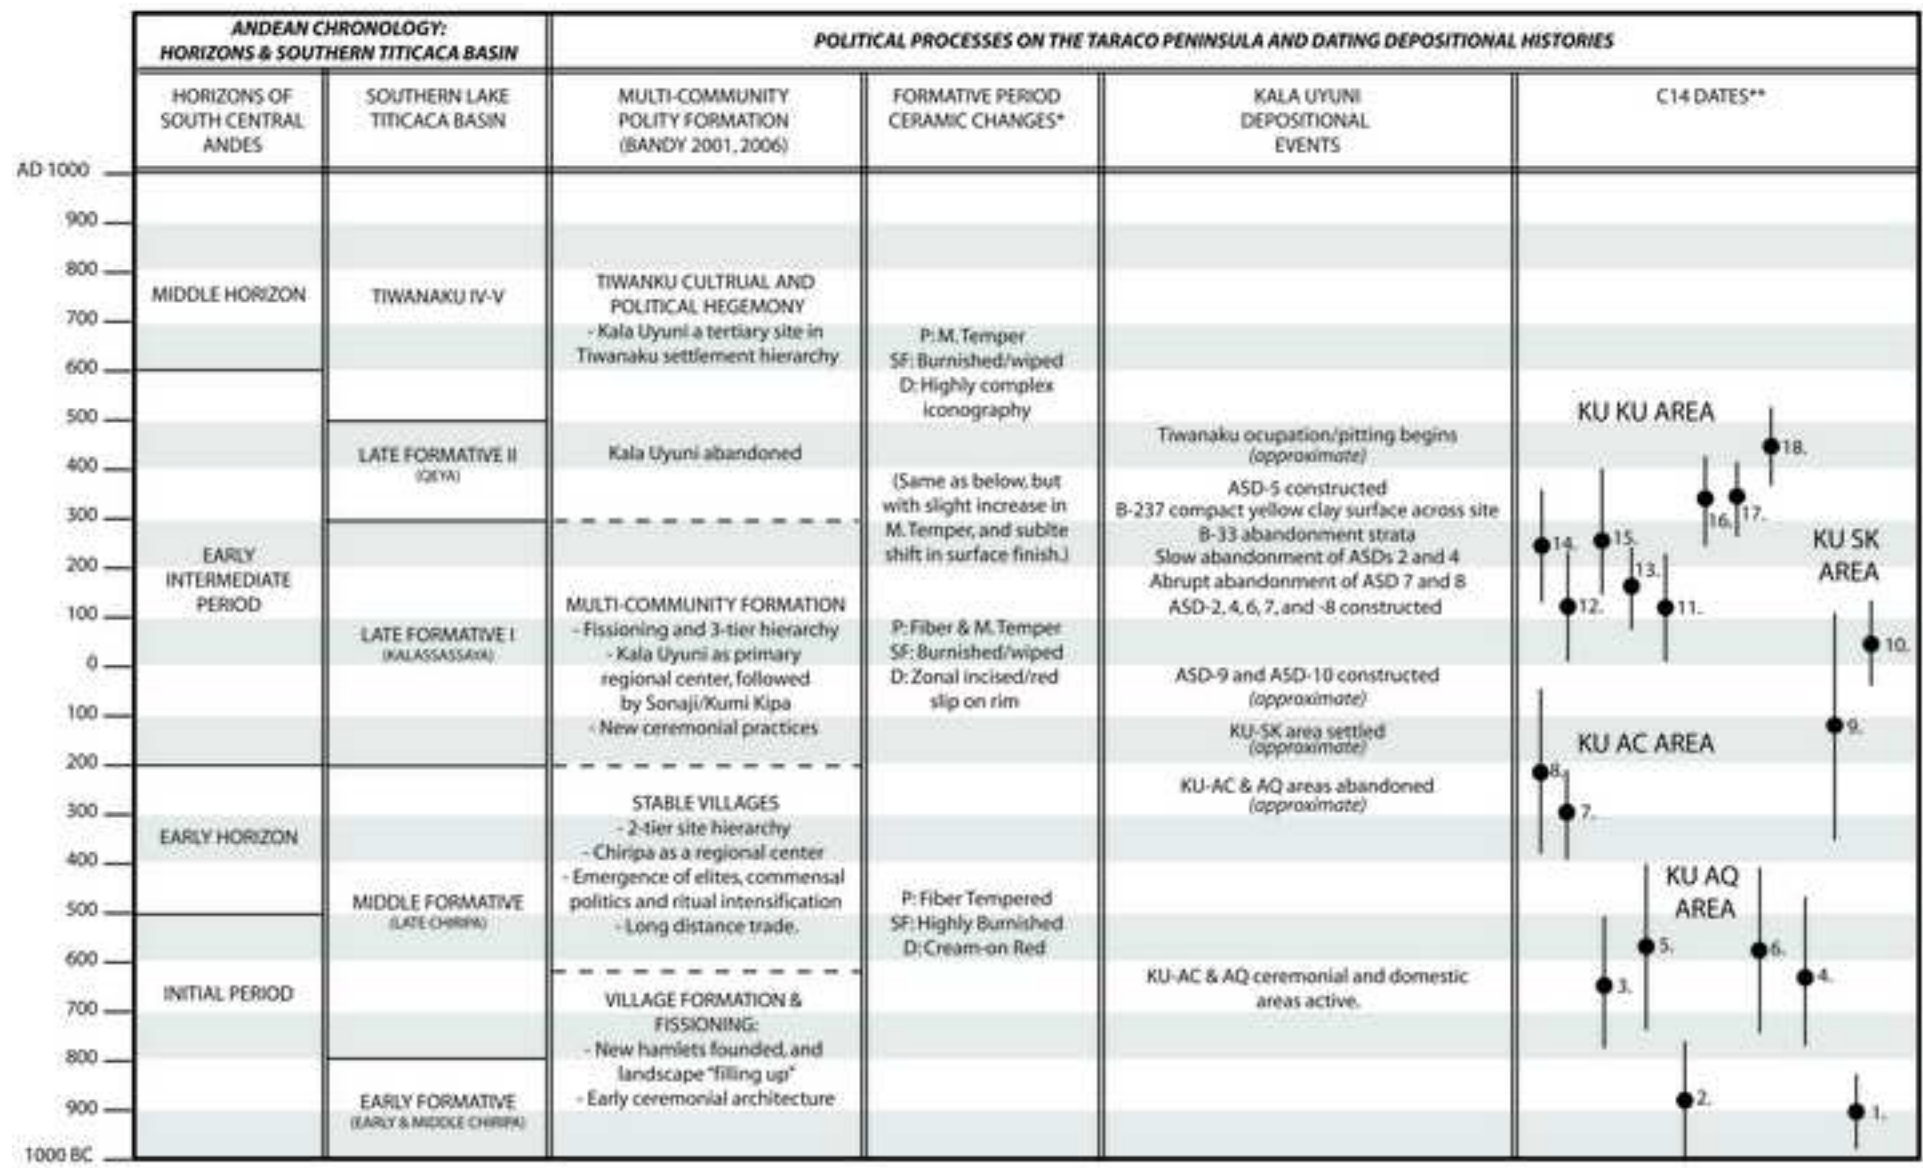 ANDEAN CHRONOLOGY:
HORIZONS & SOUTHERN TITICACA BASIN
POLITICAL PROCESSES ON THE TARACO PENINSULA AND DATING DEPOSITIONAL HISTORIES
HORIZONS OF
SOUTH CENTRAL
ANDES
SOUTHERN LAKE
TITICACA BASIN
MULTI-COMMUNITY
POLITY FORMATION
(BANDY 2001, 2006)
FORMATIVE PERIOD
CERAMIC CHANGES*
KALA UYUNI
DEPOSITIONAL
EVENTS
C14 DATES**
AD 1000
900
800
700
600
500
400
300
200
100
0
100
200
300
400
500
600
700
800
900
1000 BC
MIDDLE HORIZON
EARLY
INTERMEDIATE
PERIOD
EARLY HORIZON
INITIAL PERIOD
TIWANAKU IV-V
LATE FORMATIVE II
(QEYA)
LATE FORMATIVE I
(KALASSASSAYA)
MIDDLE FORMATIVE
(LATE CHIRIPA)
EARLY FORMATIVE
(EARLY & MIDDLE CHIRIPA)
TIWANKU CULTRUAL AND
POLITICAL HEGEMONY
- Kala Uyuni a tertiary site in
Tiwanaku settlement hierarchy
Kala Uyuni abandoned
MULTI-COMMUNITY FORMATION
- Fissioning and 3-tier hierarchy
- Kala Uyuni as primary
regional center, followed
by Sonaji/Kumi Kipa
- New ceremonial practices
STABLE VILLAGES
- 2-tier site hierarchy
- Chiripa as a regional center
- Emergence of elites, commensal
politics and ritual intensification
- Long distance trade.
VILLAGE FORMATION &
FISSIONING:
- New hamlets founded, and
landscape "filling up"
- Early ceremonial architecture
P: M. Temper
SF: Burnished/wiped
D: Highly complex
iconography
(Same as below, but
with slight increase in
M. Temper, and sublte
shift in surface finish.)
P: Fiber & M. Temper
SF: Burnished/wiped
D: Zonal incised/red
slip on rim
P: Fiber Tempered
SF: Highly Burnished
D: Cream-on Red
Tiwanaku ocupation/pitting begins
(approximate)
ASD-5 constructed
B-237 compact yellow clay surface across site
B-33 abandonment strata
Slow abandonment of ASDs 2 and 4
Abrupt abandonment of ASD 7 and 8
ASD-2, 4, 6, 7, and -8 constructed
ASD-9 and ASD-10 constructed
(approximate)
KU-SK area settled
(approximate)
KU-AC & AQ areas abandoned
(approximate)
KU-AC & AQ ceremonial and domestic
areas active.
KU KU AREA
18.
16.
17.
14.
15.
13.
12.
11.
KU SK
AREA
10.
9.
KU AC AREA
8.
7.
KU AQ
AREA
5.
6.
3.
4.
2.
1.